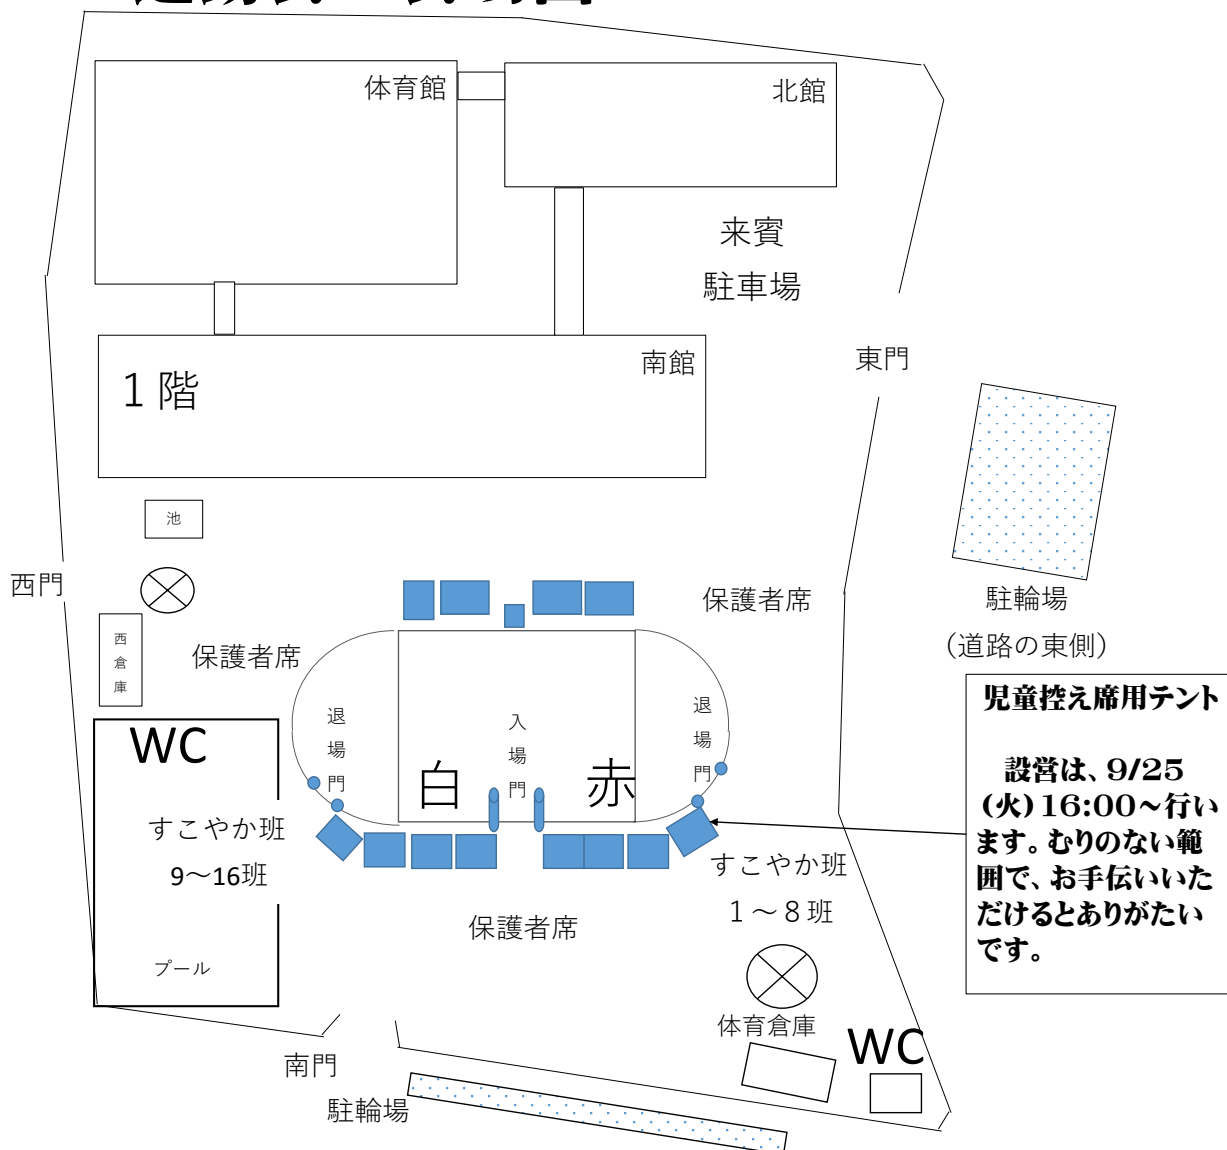 体育館
北館
来賓
駐車場
南館
1階
東門
池
西門
駐輪場
(道路の東側)
保護者席
西倉庫
保護者席
児童控え席用テント
設営は、9/25
(火)16:00～行い
ます。むりのない範
囲で、お手伝いいた
だけるとありがたい
です。
退場門
入場門
退場門
WC
白
赤
すこやか班
9～16班
すこやか班
1～8班
保護者席
プール
体育倉庫
WC
南門
駐輪場